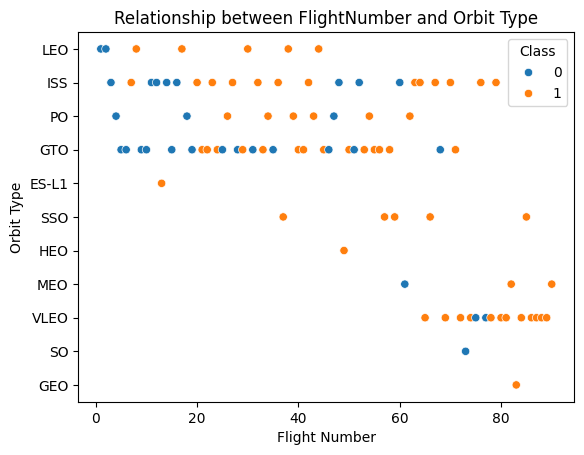 Relationship between FlightNumber and Orbit Type
Orbit Type
LEO
ISS
PO
GTO
ES-L1
SSO
HEO
MEO
VLEO
SO
GEO
Class
0
1
0 20 40 60 80
Flight Number